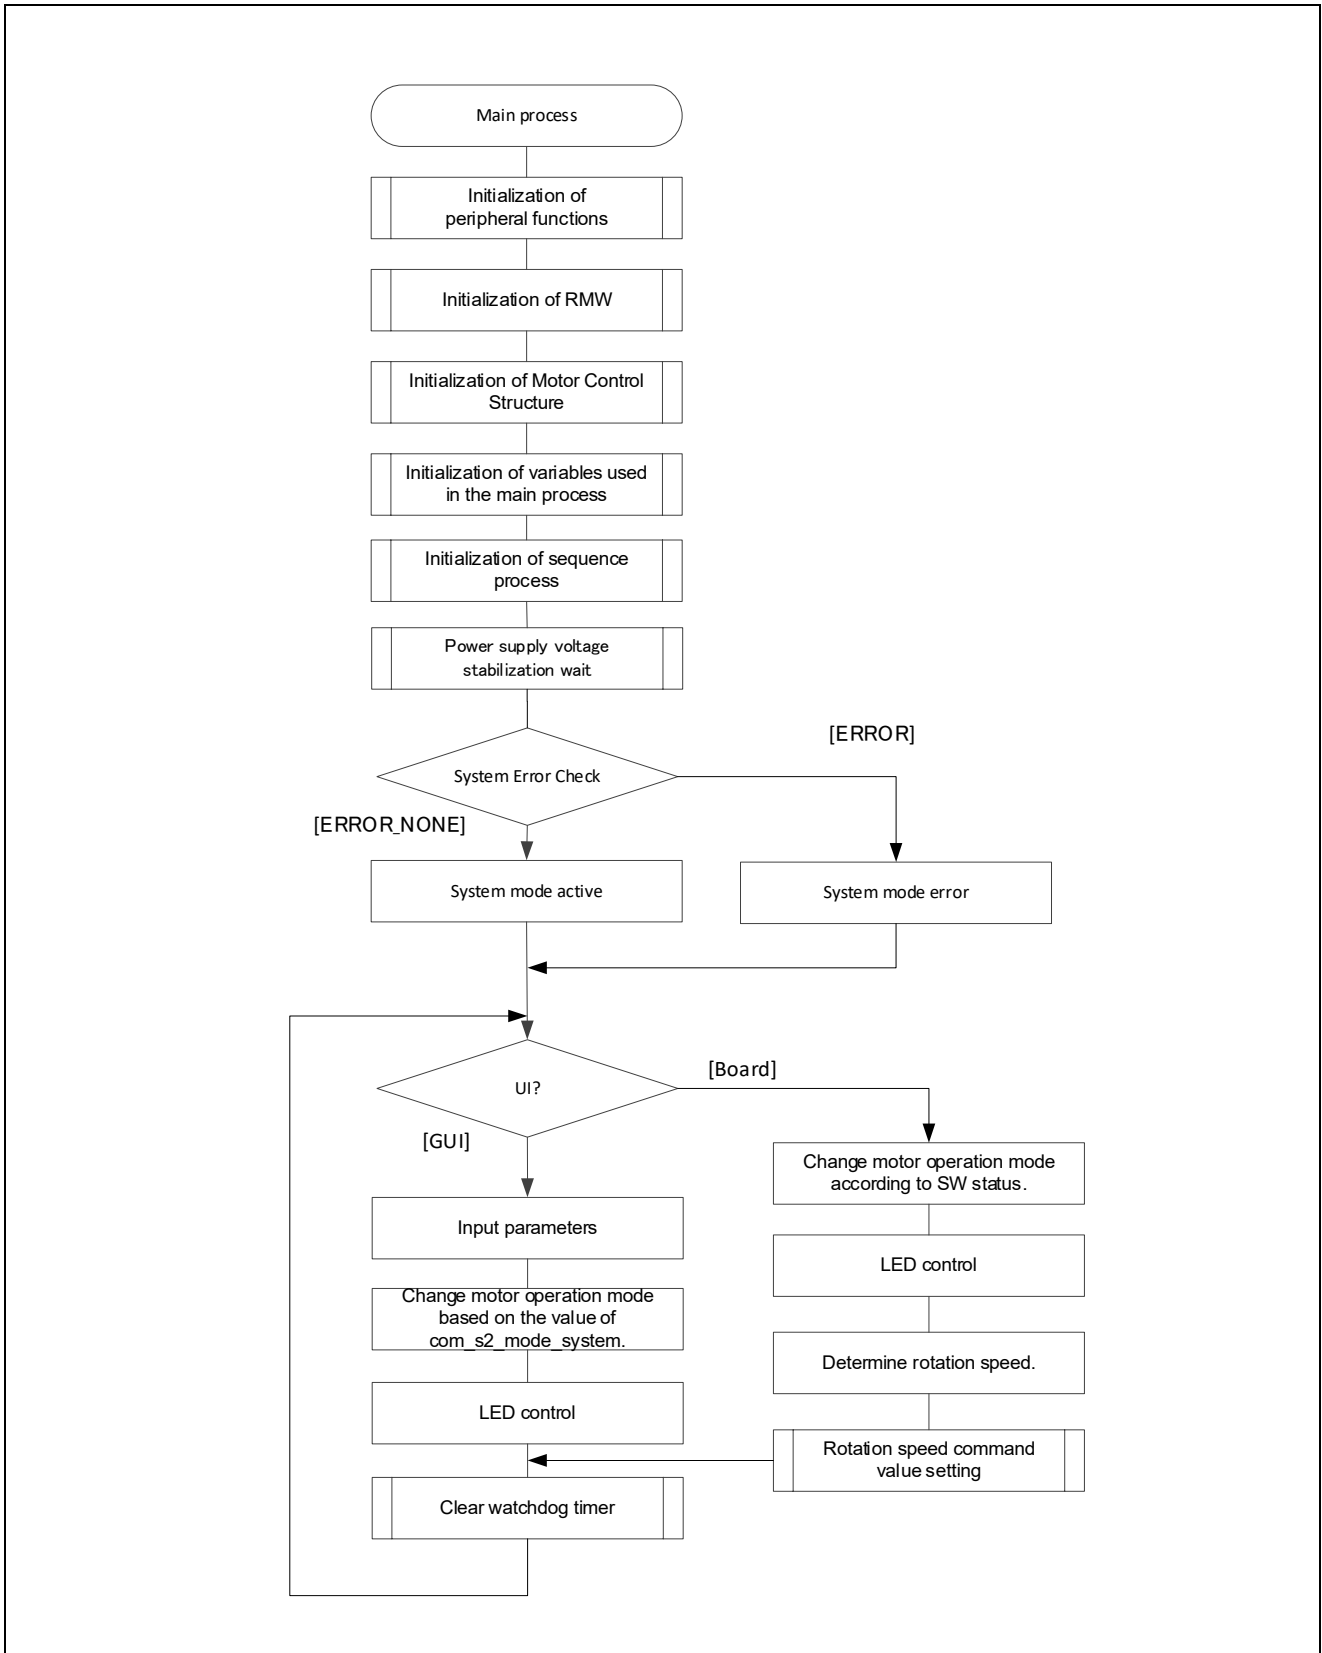 Main process
Initialization of
peripheral functions
Initialization of RMW
Initialization of Motor Control
Structure
Initialization of variables used
in the main process
Initialization of sequence
process
Power supply voltage
stabilization wait
[ERROR]
System Error Check
[ERROR_NONE]
System mode active
System mode error
UI?
[Board]
[GUI]
Change motor operation mode
according to SW status.
Input parameters
LED control
Change motor operation mode
based on the value of
com_s2_mode_system.
Determine rotation speed.
LED control
Rotation speed command
value setting
Clear watchdog timer